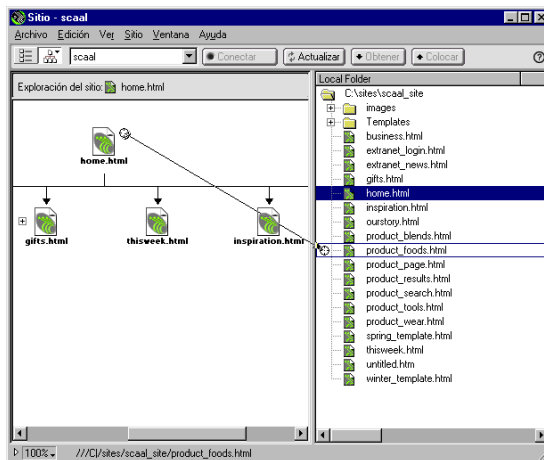 Sitio - scaal
Archivo Edición Ver Sitio Ventana Ayuda
scaal Conectar Actualizar Obtener Colocar
Exploración del sitio: home.html
home.html
gifts.html thisweek.html inspiration.html
Local Folder
C:\sites\scaal_site
images
Templates
business.html
extranet_login.html
extranet_news.html
gifts.html
home.html
inspiration.html
ourstory.html
product_blends.html
product_foods.html
product_page.html
product_results.html
product_search.html
product_tools.html
product_wear.html
spring_template.html
thisweek.html
untitled.htm
winter_template.html
100% ///C|/sites/scaal_site/product_foods.html